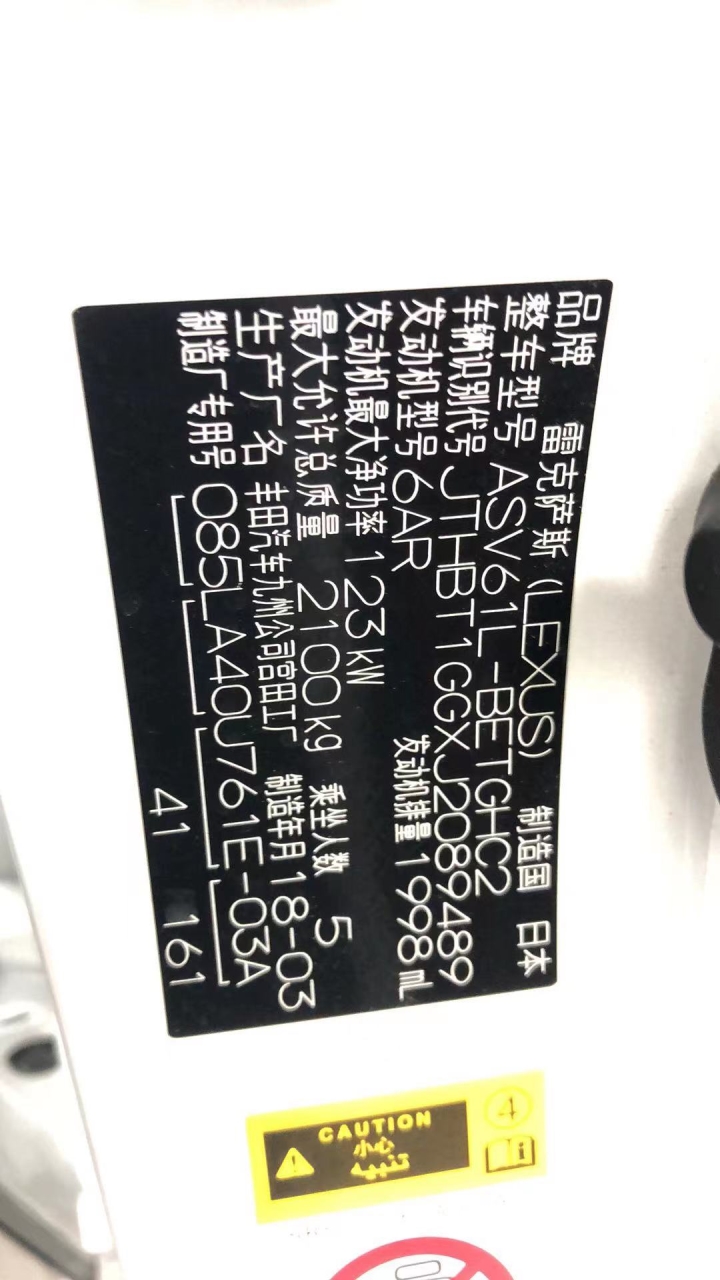 品牌 雷克萨斯 (LEXUS) 制造国 日本
整车型号 ASV61L-BETGHC2
车辆识别代号 JTHBT1GGXJ2089489
发动机型号 6AR 发动机排量 1998 mL
发动机最大净功率 123 kW
最大允许总质量 2100 kg 乘坐人数 5
生产厂名 丰田汽车九州公司宫田工厂 制造年月 18-03
制造厂专用号 085LA40U761E-03A
41 161
CAUTION
小心
تنبيه
4
i